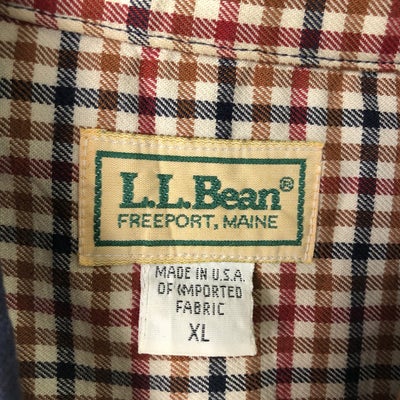 L.L.Bean®
FREEPORT, MAINE
MADE IN U.S.A.
OF IMPORTED
FABRIC
XL